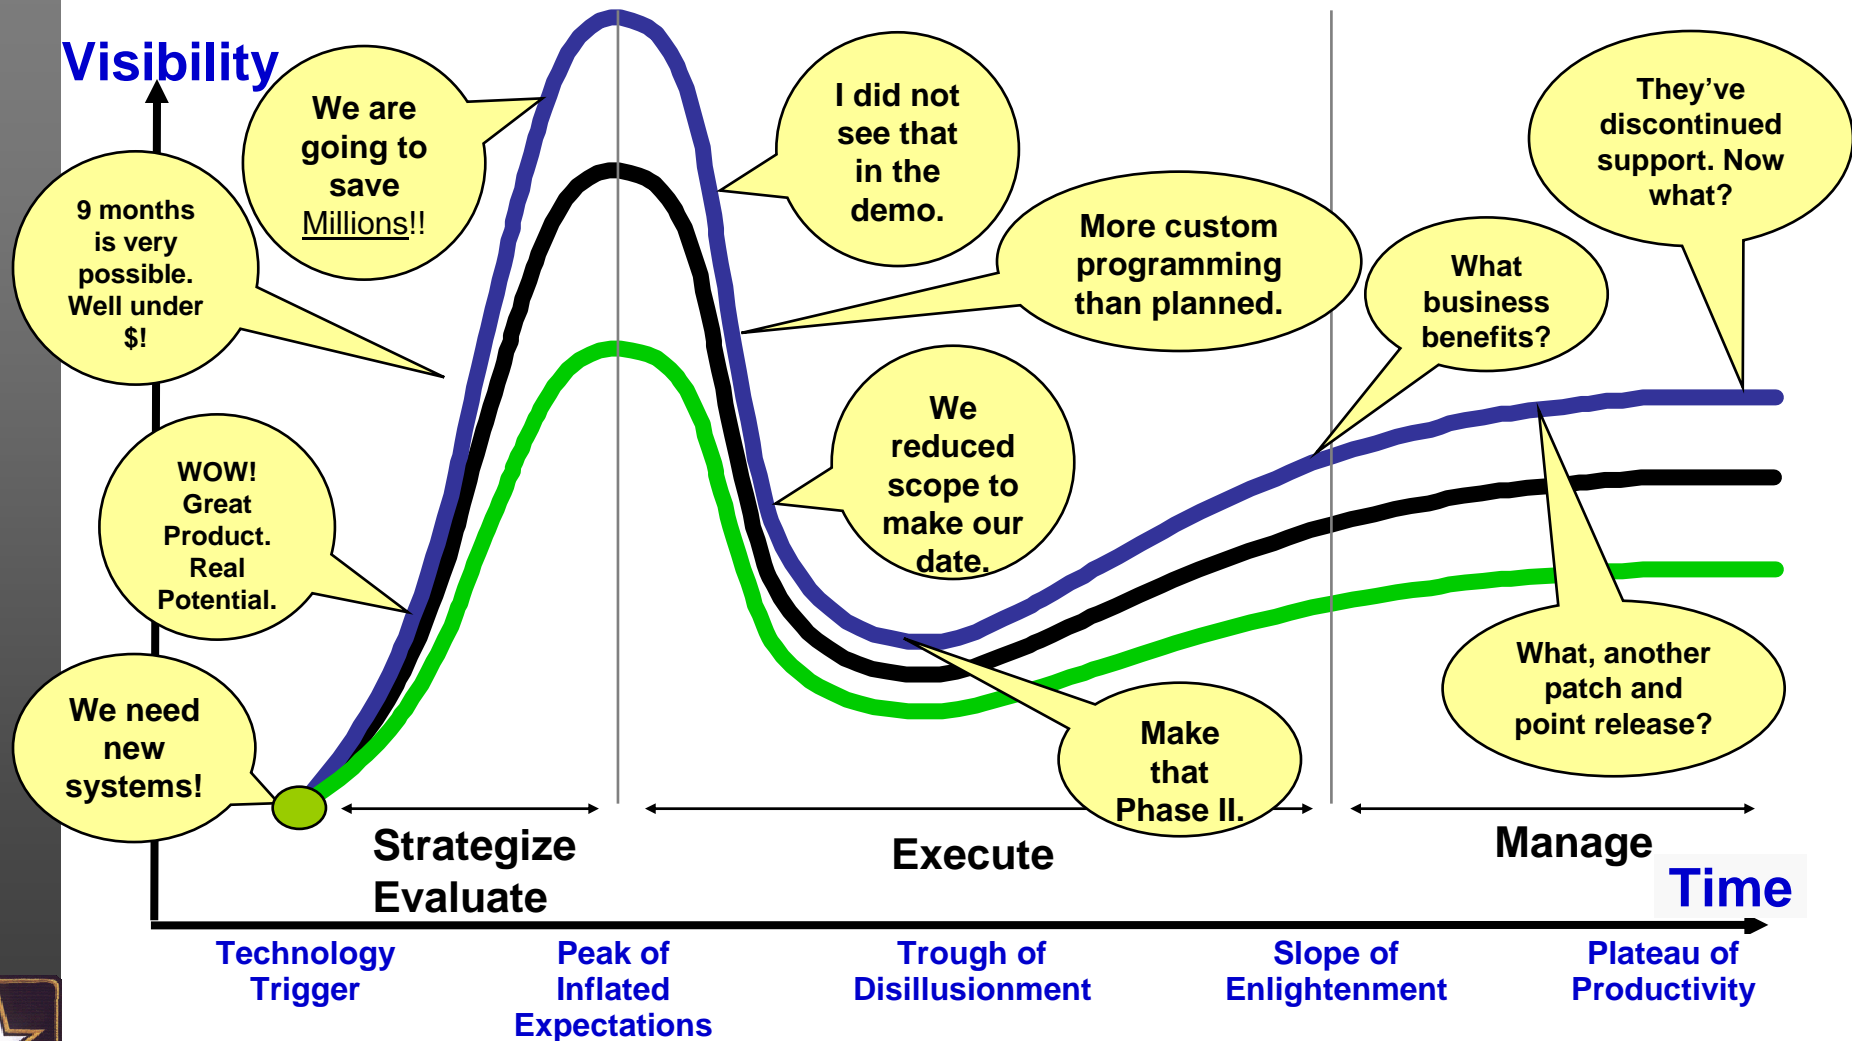 Visibility
We are
going to
save
Millions!!
I did not
see that
in the
demo.
They’ve
discontinued
support. Now
what?
9 months
is very
possible.
Well under
$!
More custom
programming
than planned.
What
business
benefits?
We
reduced
scope to
make our
date.
WOW!
Great
Product.
Real
Potential.
What, another
patch and
point release?
We need
new
systems!
Make
that
Phase II.
Strategize
Evaluate
Execute
Manage
Time
Technology
Trigger
Peak of
Inflated
Expectations
Trough of
Disillusionment
Slope of
Enlightenment
Plateau of
Productivity